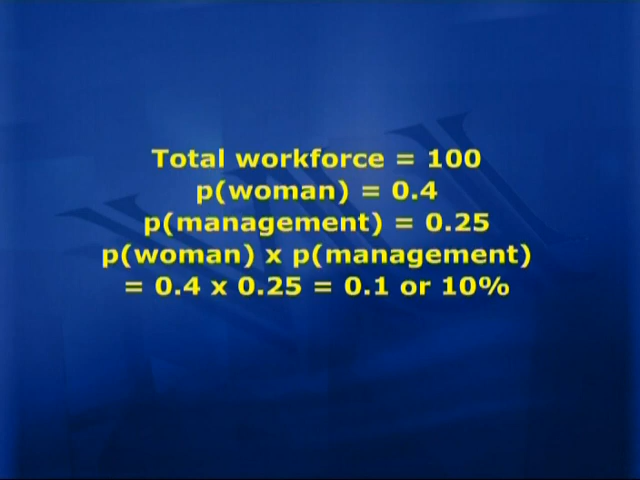 Total workforce = 100
p(woman) = 0.4
p(management) = 0.25
p(woman) x p(management)
= 0.4 x 0.25 = 0.1 or 10%